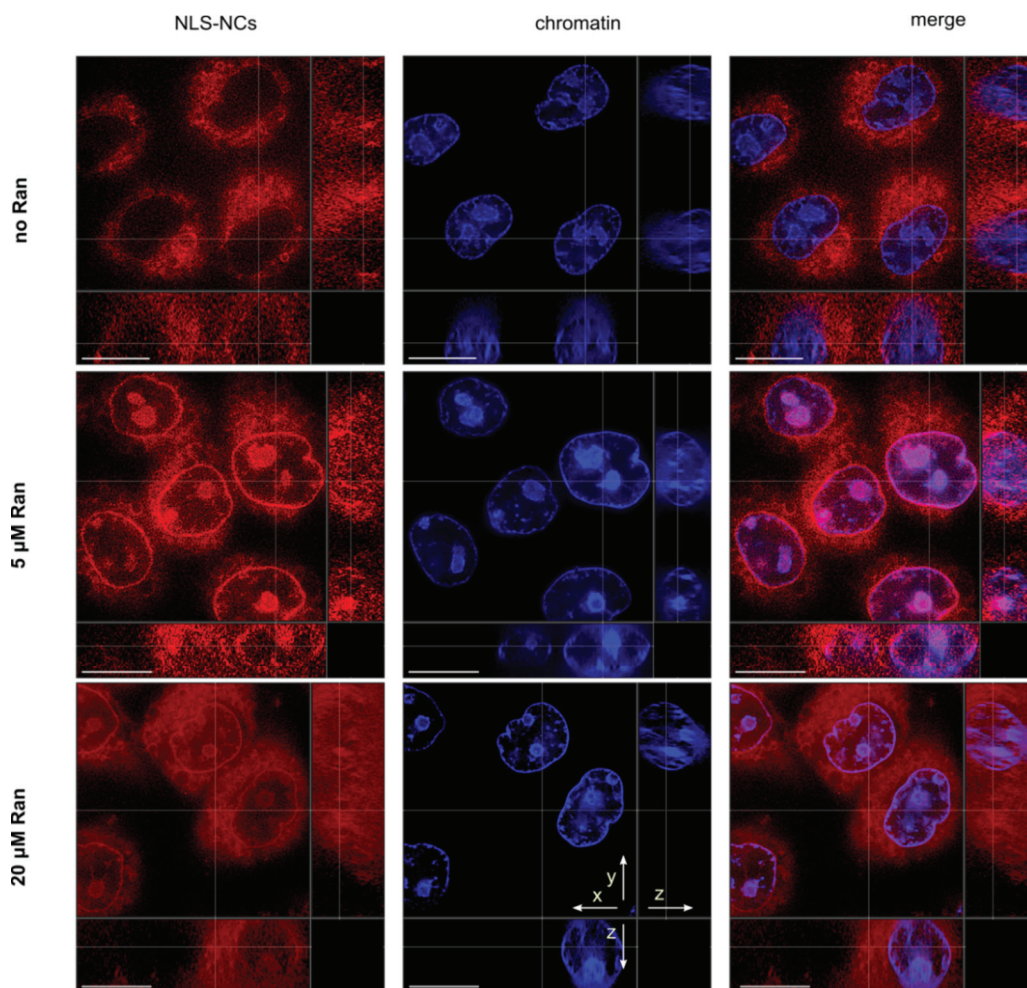 NLS-NCs chromatin merge
no Ran
5 µM Ran
20 µM Ran
y
x z
z